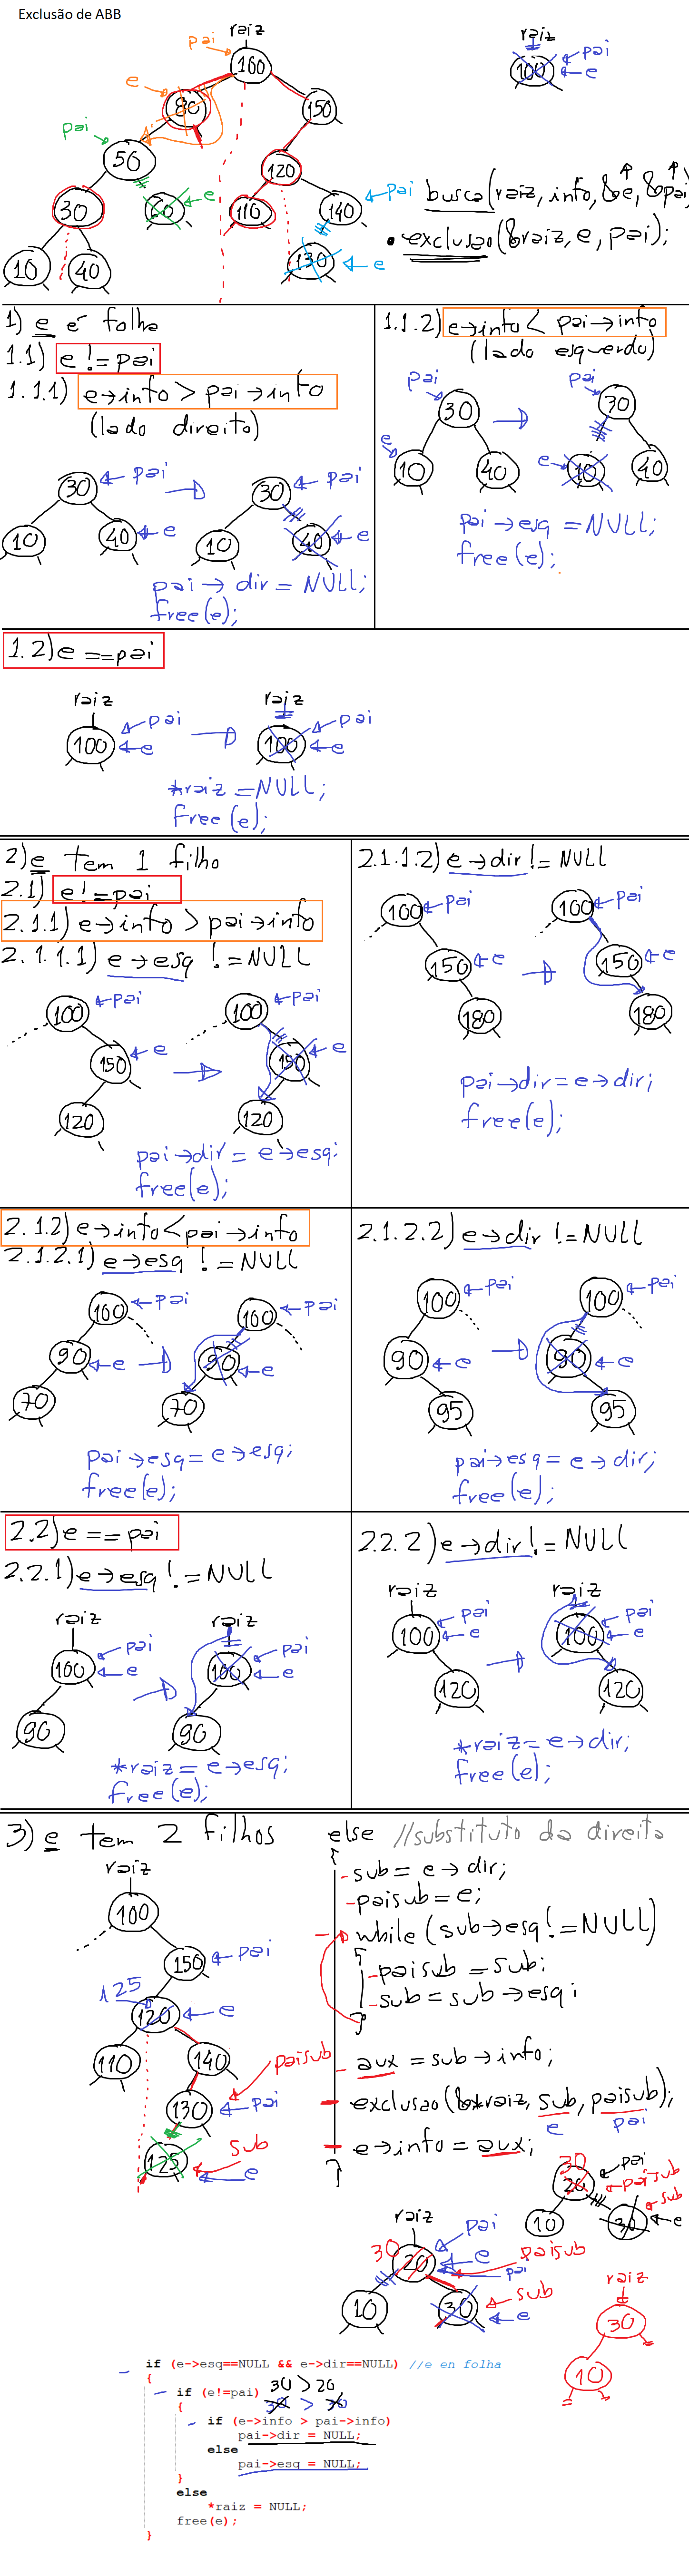 Exclusão de ABB
raiz
pai
100
e
80
150
pai
50
120
30
60
e
110
140
pai
10
40
130
e
raiz
pai
100
e
busca(raiz, info, &e, &pai)
• exclusao(&raiz, e, pai);
1) e é folha
1.1) e != pai
1.1.1) e→info > pai→info
(lado direito)
30
pai
10
40
e
30
pai
10
40
e
pai→dir = NULL;
free(e);
1.1.2) e→info < pai→info
(lado esquerdo)
pai
30
e
10
40
pai
30
e
10
40
pai→esq = NULL;
free(e);
1.2) e == pai
raiz
pai
100
e
raiz
pai
100
e
*raiz = NULL;
free(e);
2) e tem 1 filho
2.1) e != pai
2.1.1) e→info > pai→info
2.1.1.1) e→esq != NULL
100
pai
150
e
120
100
pai
150
e
120
pai→dir = e→esq;
free(e);
2.1.1.2) e→dir != NULL
100
pai
150
e
180
100
pai
150
e
180
pai→dir = e→dir;
free(e);
2.1.2) e→info < pai→info
2.1.2.1) e→esq != NULL
100
pai
90
e
70
100
pai
90
e
70
pai→esq = e→esq;
free(e);
2.1.2.2) e→dir != NULL
100
pai
90
e
95
100
pai
90
e
95
pai→esq = e→dir;
free(e);
2.2) e == pai
2.2.1) e→esq != NULL
raiz
100
pai
e
90
raiz
100
pai
e
90
*raiz = e→esq;
free(e);
2.2.2) e→dir != NULL
raiz
100
pai
e
120
raiz
100
pai
e
120
*raiz = e→dir;
free(e);
3) e tem 2 filhos
raiz
100
150
pai
125
120
e
110
140
paisub
130
pai
125
sub
e
else //substituto da direita
{
sub = e→dir;
paisub = e;
while (sub→esq != NULL)
{
paisub = sub;
sub = sub→esq;
}
aux = sub→info;
exclusao(&*raiz, sub, paisub);
e pai
e→info = aux;
}
30
pai
20
paisub
sub
10
30
e
raiz
pai
30
20
e
paisub
pai
sub
10
30
e
raiz
30
10
if (e->esq==NULL && e->dir==NULL) //e en folha
{
30 > 20
if (e!=pai) 30 > 30
{
if (e->info > pai->info)
pai->dir = NULL;
else
pai->esq = NULL;
}
else
*raiz = NULL;
free(e);
}